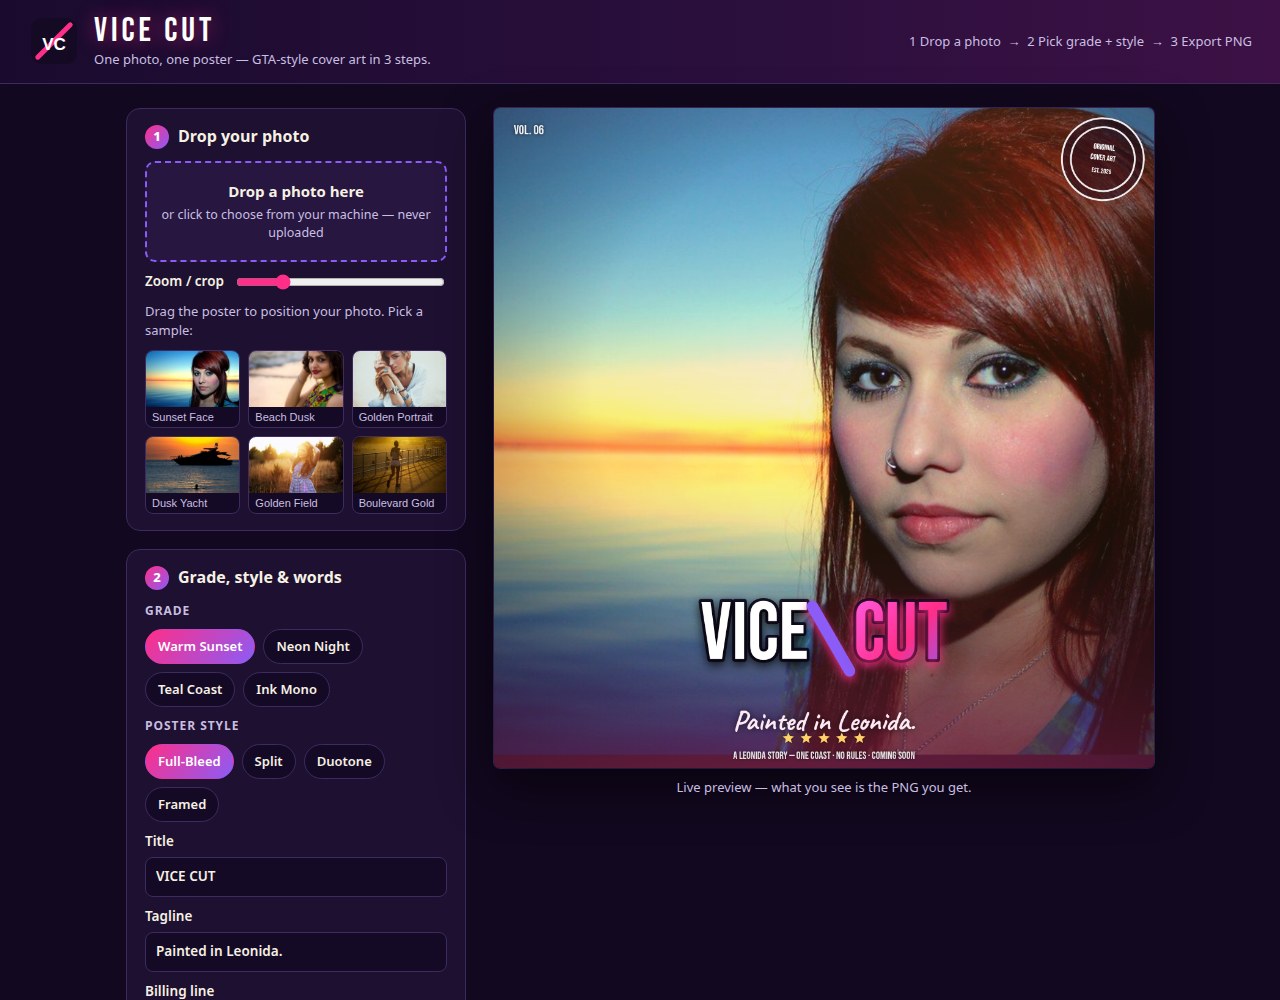 VC
VICE CUT
One photo, one poster — GTA-style cover art in 3 steps.
1 Drop a photo → 2 Pick grade + style → 3 Export PNG
1 Drop your photo
Drop a photo here
or click to choose from your machine — never
uploaded
Zoom / crop
Drag the poster to position your photo. Pick a
sample:
Sunset Face
Beach Dusk
Golden Portrait
Dusk Yacht
Golden Field
Boulevard Gold
2 Grade, style & words
GRADE
Warm Sunset
Neon Night
Teal Coast
Ink Mono
POSTER STYLE
Full-Bleed
Split
Duotone
Framed
Title
VICE CUT
Tagline
Painted in Leonida.
Billing line
VOL. 06
ORIGINAL
COVER ART
EST. 2025
VICE\CUT
Painted in Leonida.
★★★★★
A LEONIDA STORY — ONE COAST · NO RULES · COMING SOON
Live preview — what you see is the PNG you get.